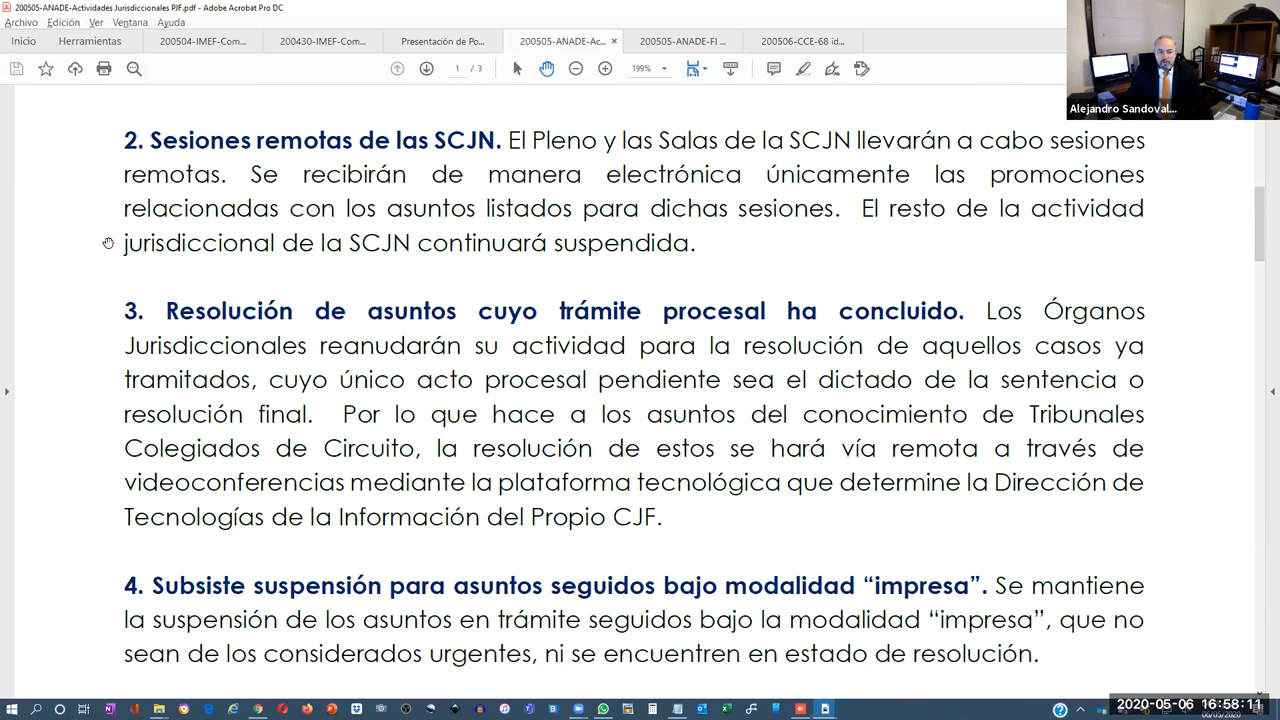 200505-ANADE-Actividades Jurisdiccionales PJF.pdf - Adobe Acrobat Pro DC
Archivo Edición Ver Ventana Ayuda
Inicio Herramientas 200504-IMEF-Com... 200430-IMEF-Com... Presentación de Po... 200505-ANADE-Ac... × 200505-ANADE-FI ... 200506-CCE-68 id...
/ 3 199%
Alejandro Sandoval...
2. Sesiones remotas de las SCJN. El Pleno y las Salas de la SCJN llevarán a cabo sesiones
remotas. Se recibirán de manera electrónica únicamente las promociones
relacionadas con los asuntos listados para dichas sesiones. El resto de la actividad
jurisdiccional de la SCJN continuará suspendida.
3. Resolución de asuntos cuyo trámite procesal ha concluido. Los Órganos
Jurisdiccionales reanudarán su actividad para la resolución de aquellos casos ya
tramitados, cuyo único acto procesal pendiente sea el dictado de la sentencia o
resolución final. Por lo que hace a los asuntos del conocimiento de Tribunales
Colegiados de Circuito, la resolución de estos se hará vía remota a través de
videoconferencias mediante la plataforma tecnológica que determine la Dirección de
Tecnologías de la Información del Propio CJF.
4. Subsiste suspensión para asuntos seguidos bajo modalidad “impresa”. Se mantiene
la suspensión de los asuntos en trámite seguidos bajo la modalidad “impresa”, que no
sean de los considerados urgentes, ni se encuentren en estado de resolución.
2020-05-06 16:58:11
06/05/2020